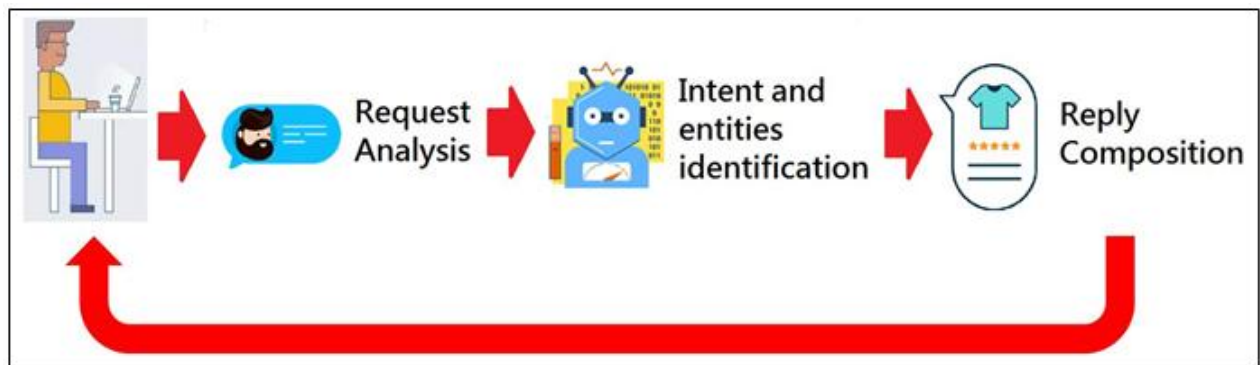 Request
Analysis
Intent and
entities
identification
Reply
Composition